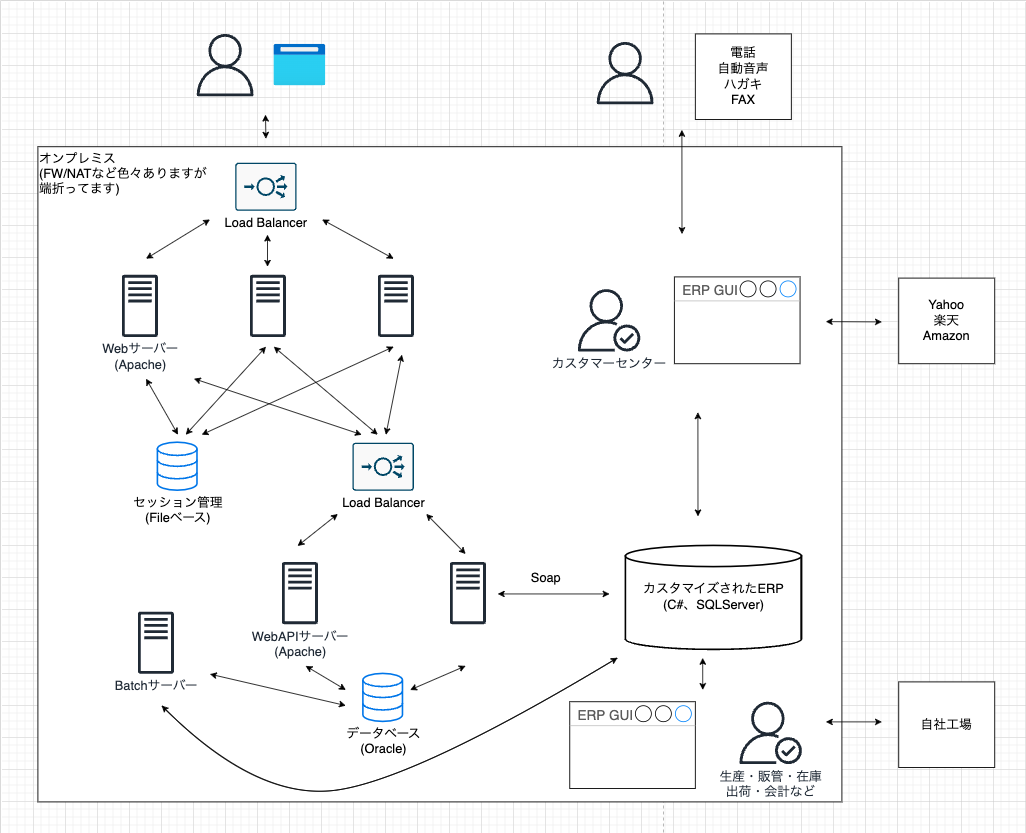 電話
自動音声
ハガキ
FAX
オンプレミス
(FW/NATなど色々ありますが
端折ってます)
Load Balancer
Webサーバー
(Apache)
ERP GUI
カスタマーセンター
Yahoo
楽天
Amazon
セッション管理
(Fileベース)
Load Balancer
Soap
カスタマイズされたERP
(C#、SQLServer)
WebAPIサーバー
(Apache)
Batchサーバー
データベース
(Oracle)
ERP GUI
生産・販管・在庫
出荷・会計など
自社工場